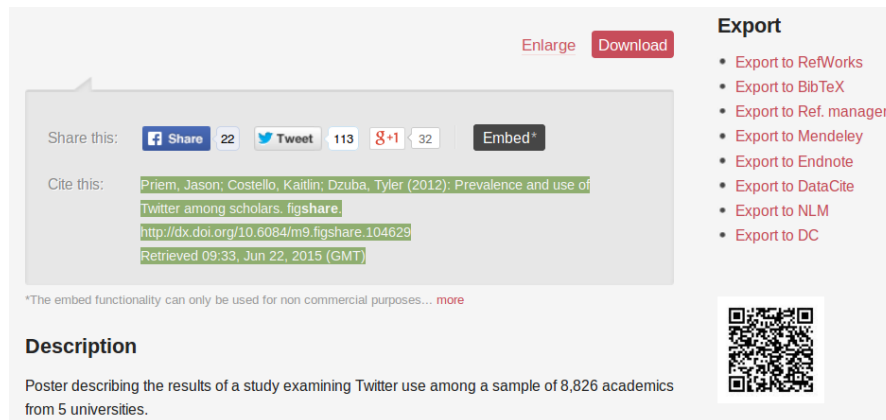 Enlarge Download
Share this: Share 22 Tweet 113 g+1 32 Embed*
Cite this: Priem, Jason; Costello, Kaitlin; Dzuba, Tyler (2012): Prevalence and use of
Twitter among scholars. figshare.
http://dx.doi.org/10.6084/m9.figshare.104629
Retrieved 09:33, Jun 22, 2015 (GMT)
*The embed functionality can only be used for non commercial purposes... more
Description
Poster describing the results of a study examining Twitter use among a sample of 8,826 academics
from 5 universities.
Export
Export to RefWorks
Export to BibTeX
Export to Ref. manager
Export to Mendeley
Export to Endnote
Export to DataCite
Export to NLM
Export to DC